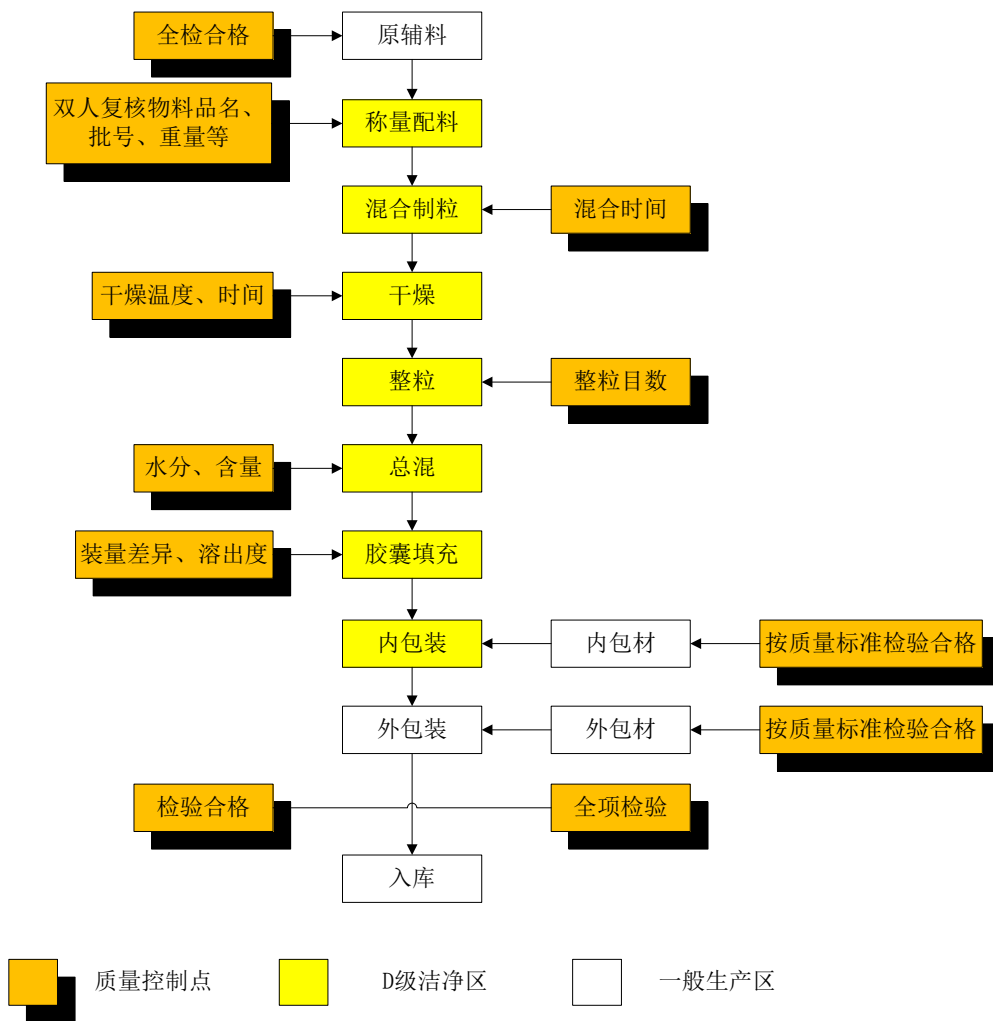 全检合格
原辅料
双人复核物料品名、
批号、重量等
称量配料
混合制粒
混合时间
干燥温度、时间
干燥
整粒
整粒目数
水分、含量
总混
装量差异、溶出度
胶囊填充
内包装
内包材
按质量标准检验合格
外包装
外包材
按质量标准检验合格
检验合格
全项检验
入库
质量控制点
D级洁净区
一般生产区